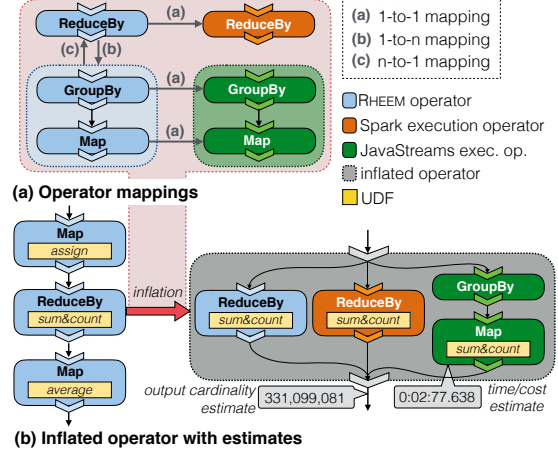 ReduceBy (a) ReduceBy
(c) (b)
GroupBy (a) GroupBy
Map (a) Map
(a) Operator mappings
(a) 1-to-1 mapping
(b) 1-to-n mapping
(c) n-to-1 mapping
RHEEM operator
Spark execution operator
JavaStreams exec. op.
inflated operator
UDF
Map
assign
ReduceBy
sum&count
Map
average
inflation
ReduceBy
sum&count
ReduceBy
sum&count
GroupBy
Map
sum&count
output cardinality
estimate
331,099,081
0:02:77.638
time/cost
estimate
(b) Inflated operator with estimates